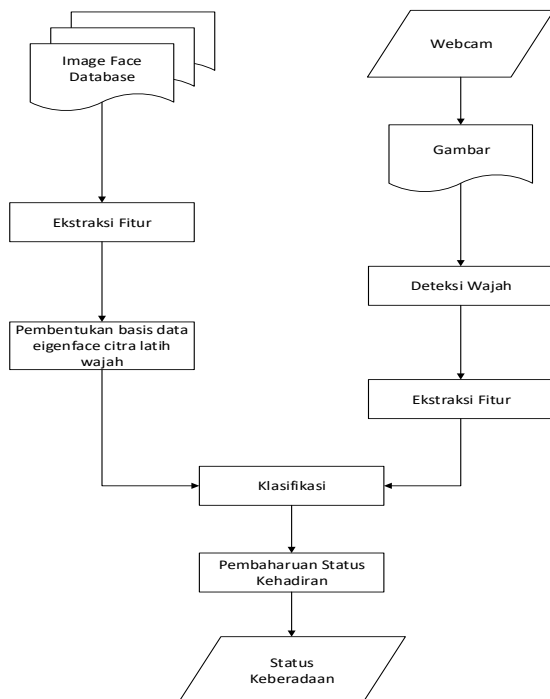 Image Face
Database
Webcam
Gambar
Ekstraksi Fitur
Deteksi Wajah
Pembentukan basis data
eigenface citra latih
wajah
Ekstraksi Fitur
Klasifikasi
Pembaharuan Status
Kehadiran
Status
Keberadaan